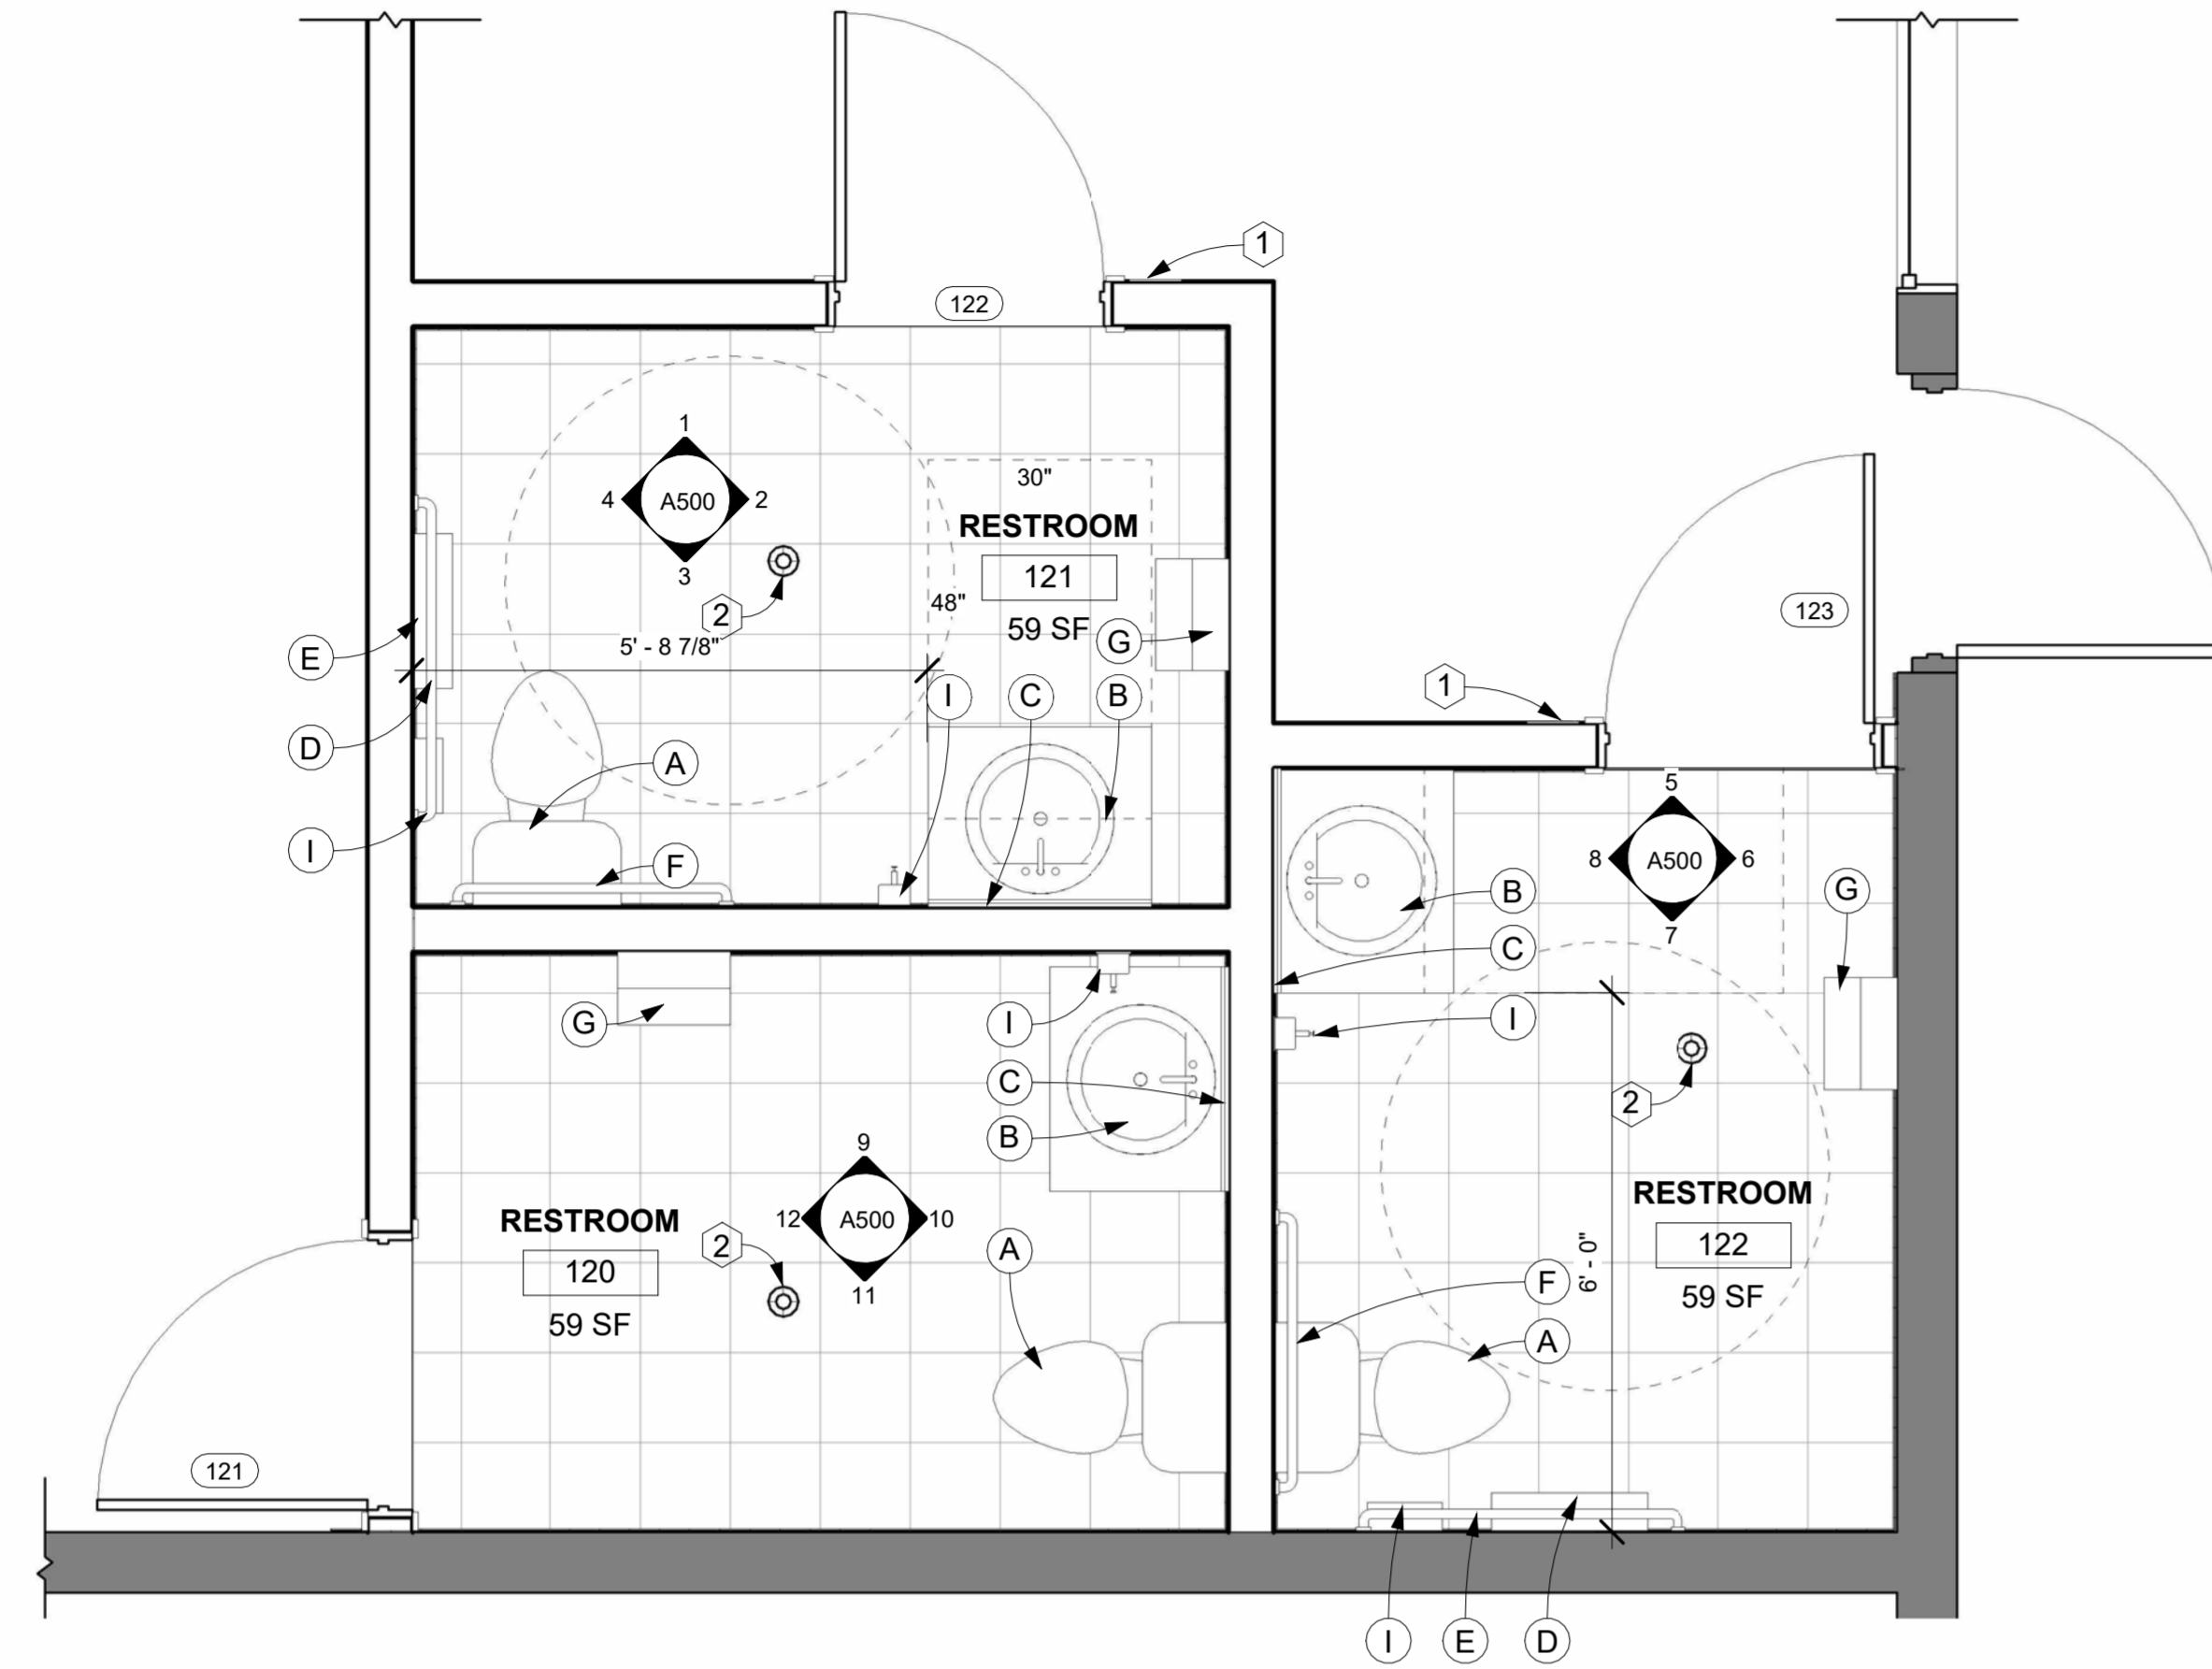 1
122
1
4
A500
2
3
30"
RESTROOM
121
59 SF
48"
2
5' - 8 7/8"
E
G
D
I
C
B
A
I
F
123
1
5
8
A500
6
7
B
G
C
I
2
RESTROOM
122
59 SF
6' - 0"
F
A
G
I
C
B
9
12
A500
10
11
RESTROOM
120
59 SF
2
A
121
I
E
D